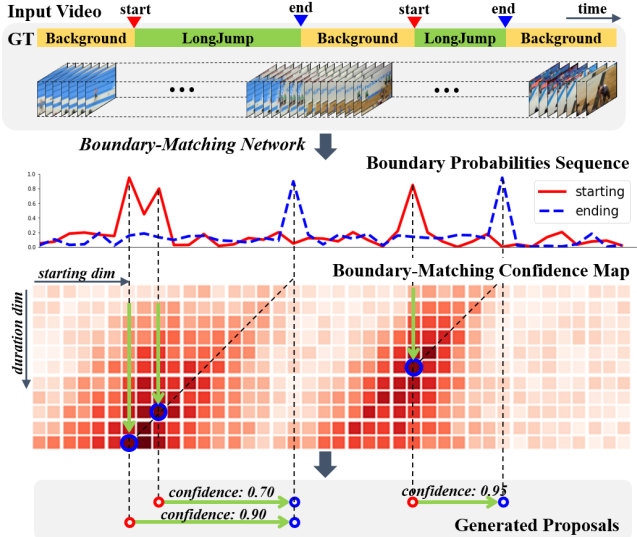 Input Video
start
end
start
end
time
GT
Background
LongJump
Background
LongJump
Background
Boundary-Matching Network
Boundary Probabilities Sequence
1.0
0.8
0.6
0.4
0.2
0.0
starting
ending
starting dim
Boundary-Matching Confidence Map
duration dim
confidence: 0.70
confidence: 0.95
confidence: 0.90
Generated Proposals